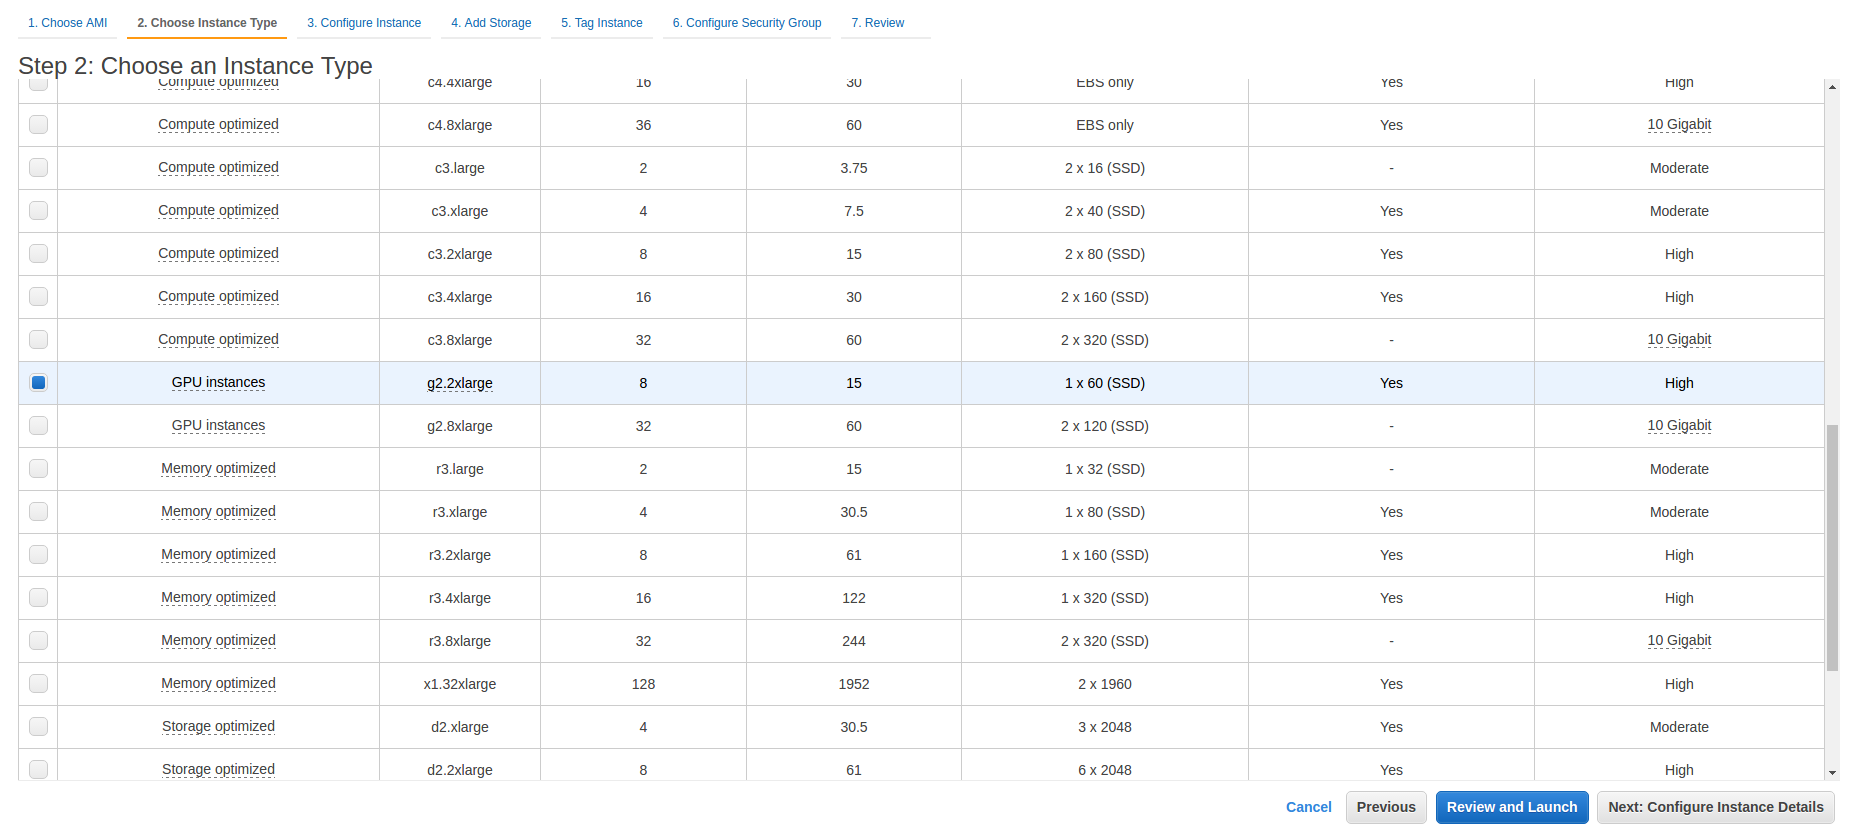 1. Choose AMI 2. Choose Instance Type 3. Configure Instance 4. Add Storage 5. Tag Instance 6. Configure Security Group 7. Review
Step 2: Choose an Instance Type
Compute optimized c4.4xlarge 16 30 EBS only Yes High
Compute optimized c4.8xlarge 36 60 EBS only Yes 10 Gigabit
Compute optimized c3.large 2 3.75 2 x 16 (SSD) - Moderate
Compute optimized c3.xlarge 4 7.5 2 x 40 (SSD) Yes Moderate
Compute optimized c3.2xlarge 8 15 2 x 80 (SSD) Yes High
Compute optimized c3.4xlarge 16 30 2 x 160 (SSD) Yes High
Compute optimized c3.8xlarge 32 60 2 x 320 (SSD) - 10 Gigabit
GPU instances g2.2xlarge 8 15 1 x 60 (SSD) Yes High
GPU instances g2.8xlarge 32 60 2 x 120 (SSD) - 10 Gigabit
Memory optimized r3.large 2 15 1 x 32 (SSD) - Moderate
Memory optimized r3.xlarge 4 30.5 1 x 80 (SSD) Yes Moderate
Memory optimized r3.2xlarge 8 61 1 x 160 (SSD) Yes High
Memory optimized r3.4xlarge 16 122 1 x 320 (SSD) Yes High
Memory optimized r3.8xlarge 32 244 2 x 320 (SSD) - 10 Gigabit
Memory optimized x1.32xlarge 128 1952 2 x 1960 Yes High
Storage optimized d2.xlarge 4 30.5 3 x 2048 Yes Moderate
Storage optimized d2.2xlarge 8 61 6 x 2048 Yes High
Cancel Previous Review and Launch Next: Configure Instance Details